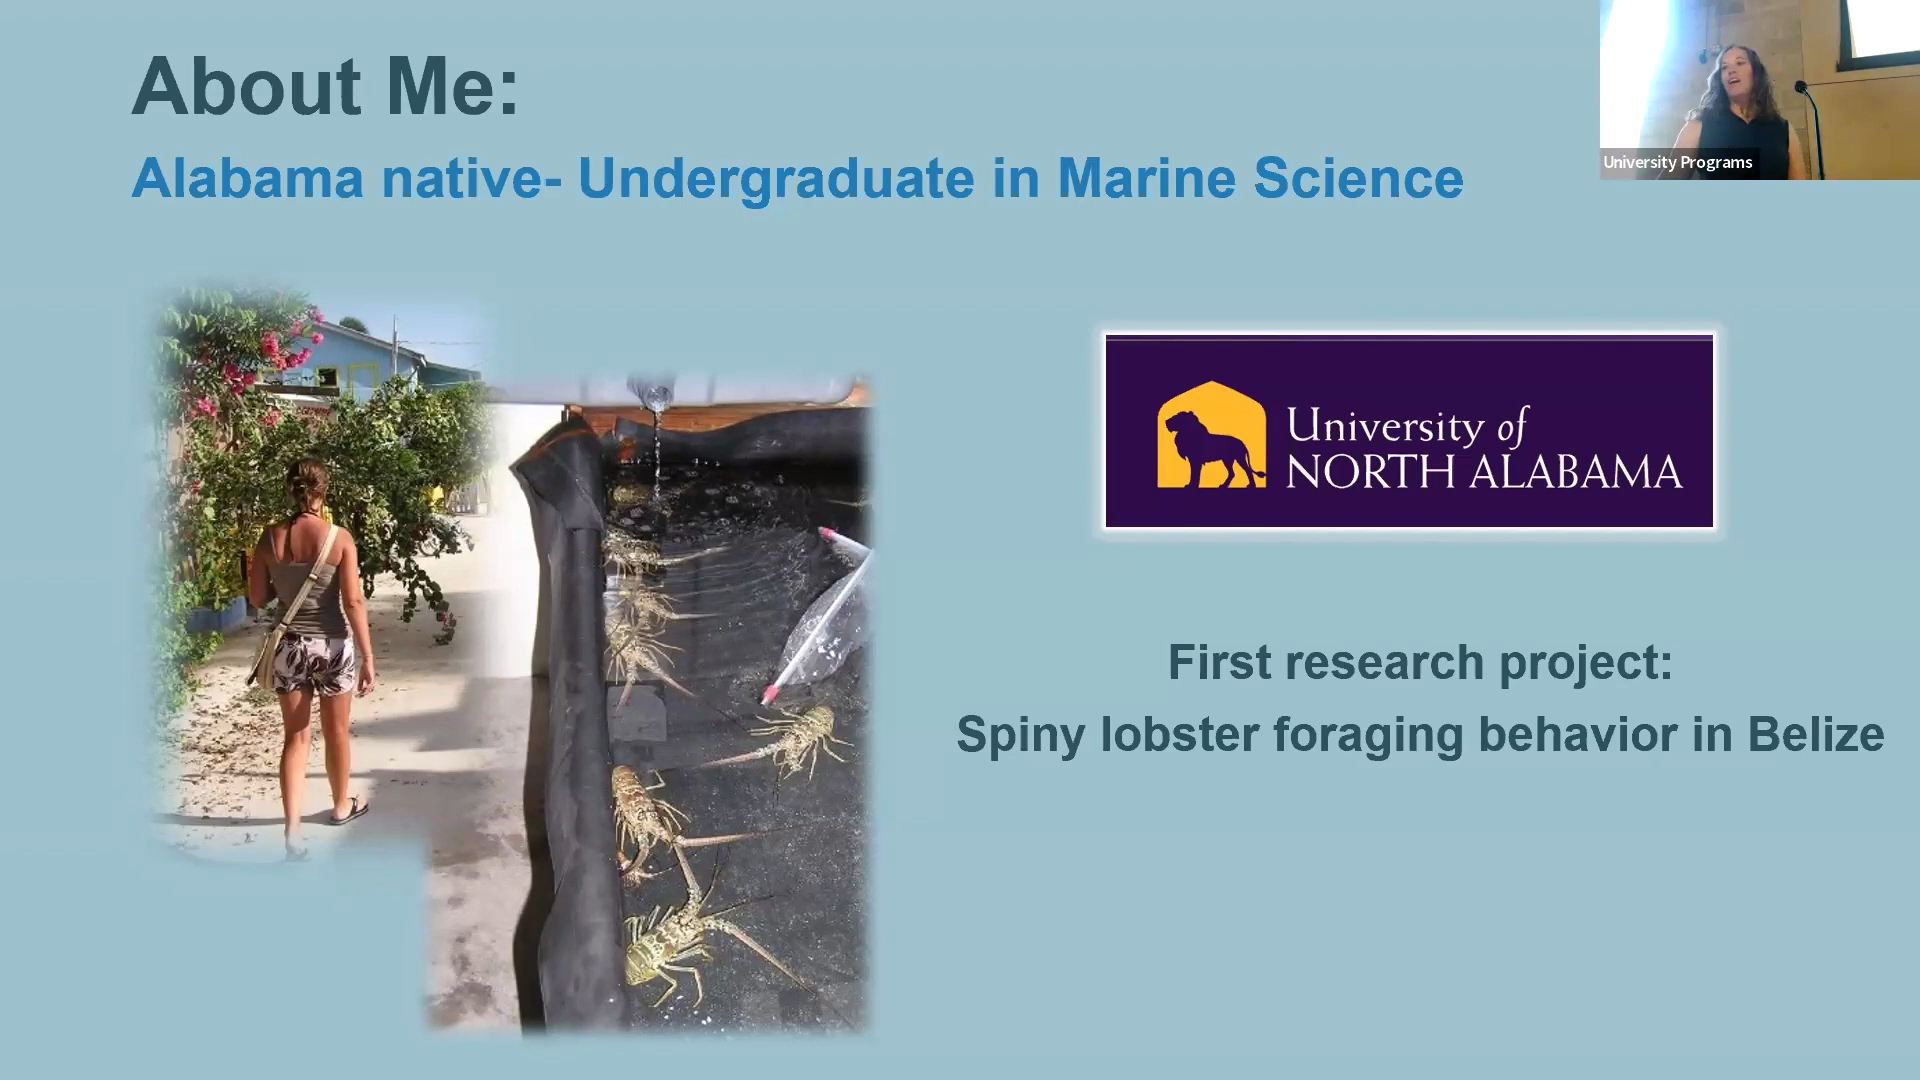 About Me:
Alabama native- Undergraduate in Marine Science
University Programs
University of
NORTH ALABAMA
First research project:
Spiny lobster foraging behavior in Belize